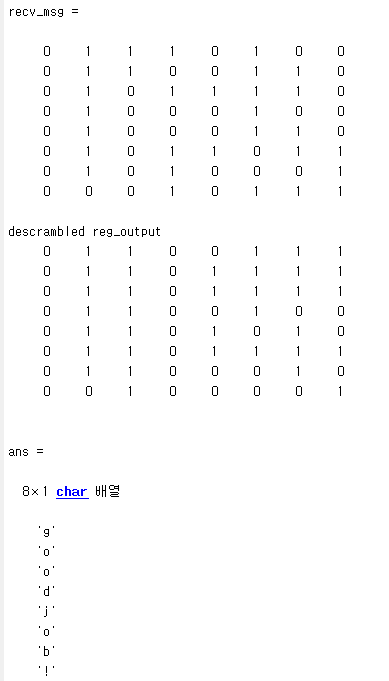 recv_msg =
0 1 1 1 0 1 0 0
0 1 1 0 0 1 1 0
0 1 0 1 1 1 1 0
0 1 0 0 0 1 0 0
0 1 0 0 0 1 1 0
0 1 0 1 1 0 1 1
0 1 0 1 0 0 0 1
0 0 0 1 0 1 1 1
descrambled reg_output
0 1 1 0 0 1 1 1
0 1 1 0 1 1 1 1
0 1 1 0 1 1 1 1
0 1 1 0 0 1 0 0
0 1 1 0 1 0 1 0
0 1 1 0 1 1 1 1
0 1 1 0 0 0 1 0
0 0 1 0 0 0 0 1
ans =
8×1 char 배열
'g'
'o'
'o'
'd'
'j'
'o'
'b'
'!'